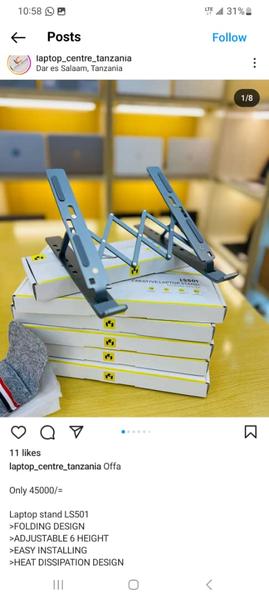 10:58
LTE
31%
Posts
Follow
laptop_centre_tanzania
Dar es Salaam, Tanzania
1/8
LS501
CREATIVE LAPTOP STAND
11 likes
laptop_centre_tanzania Offa
Only 45000/=
Laptop stand LS501
>FOLDING DESIGN
>ADJUSTABLE 6 HEIGHT
>EASY INSTALLING
>HEAT DISSIPATION DESIGN